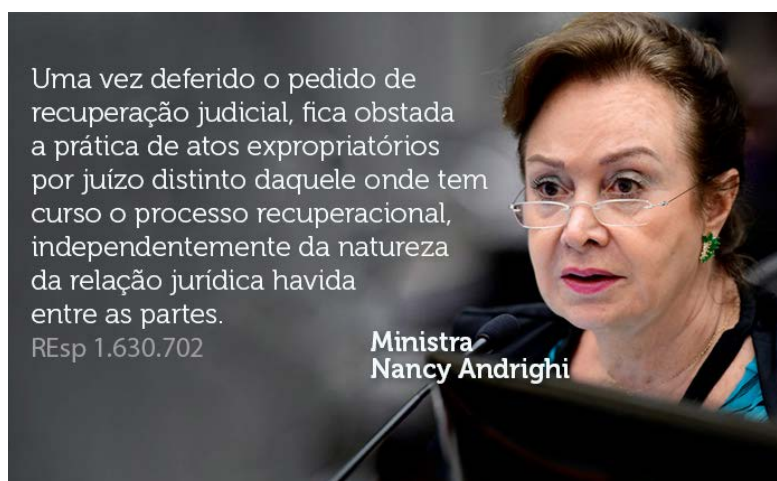 Uma vez deferido o pedido de
recuperação judicial, fica obstada
a prática de atos expropriatórios
por juízo distinto daquele onde tem
curso o processo recuperacional,
independentemente da natureza
da relação jurídica havida
entre as partes.
REsp 1.630.702
Ministra
Nancy Andrighi